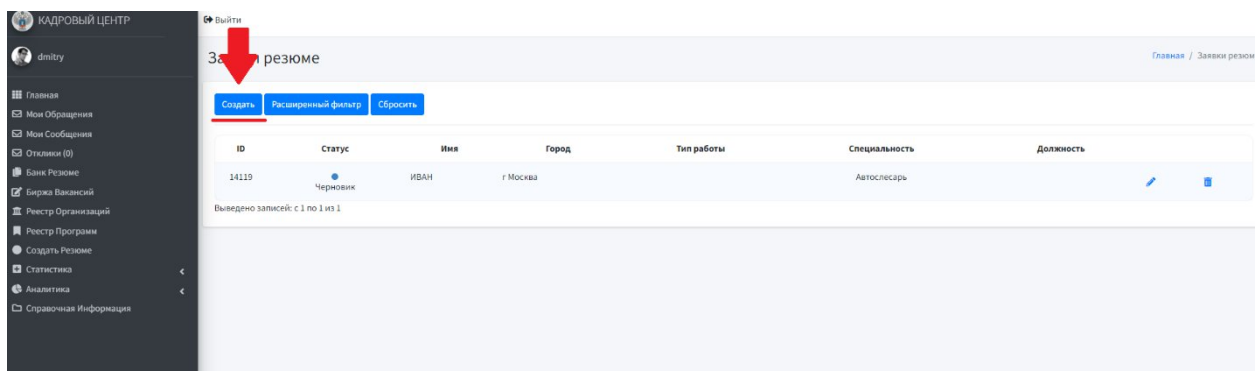 КАДРОВЫЙ ЦЕНТР
Выйти
dmitry
резюме
Главная / Заявки резюм
Главная
Мои Обращения
Мои Сообщения
Отклики (0)
Банк Резюме
Биржа Вакансий
Реестр Организаций
Реестр Программ
Создать Резюме
Статистика
Аналитика
Справочная Информация
Создать Расширенный фильтр Сбросить
ID Статус Имя Город Тип работы Специальность Должность
14119 Черновик ИВАН г Москва Автослесарь
Выведено записей: с 1 по 1 из 1